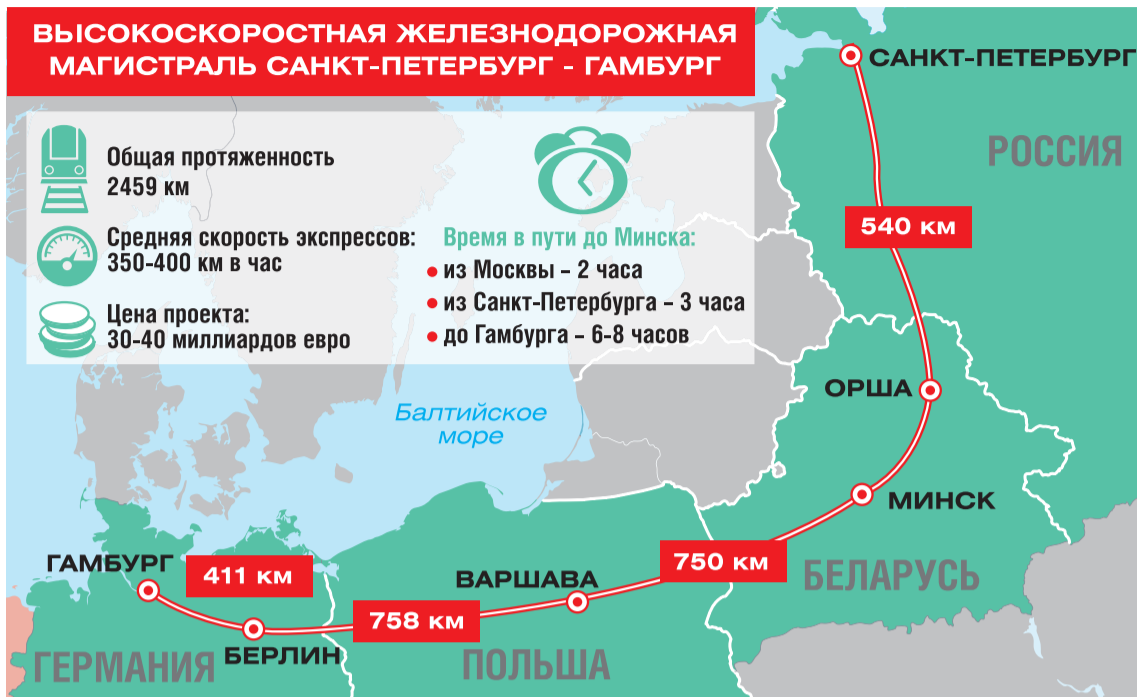 ВЫСОКОСКОРОСТНАЯ ЖЕЛЕЗНОДОРОЖНАЯ
МАГИСТРАЛЬ САНКТ-ПЕТЕРБУРГ - ГАМБУРГ
Общая протяженность
2459 км
Средняя скорость экспрессов:
350-400 км в час
Цена проекта:
30-40 миллиардов евро
Время в пути до Минска:
• из Москвы – 2 часа
• из Санкт-Петербурга – 3 часа
• до Гамбурга – 6-8 часов
САНКТ-ПЕТЕРБУРГ
РОССИЯ
540 км
ОРША
Балтийское
море
МИНСК
750 км
БЕЛАРУСЬ
ВАРШАВА
ГАМБУРГ
411 км
758 км
БЕРЛИН
ГЕРМАНИЯ
ПОЛЬША